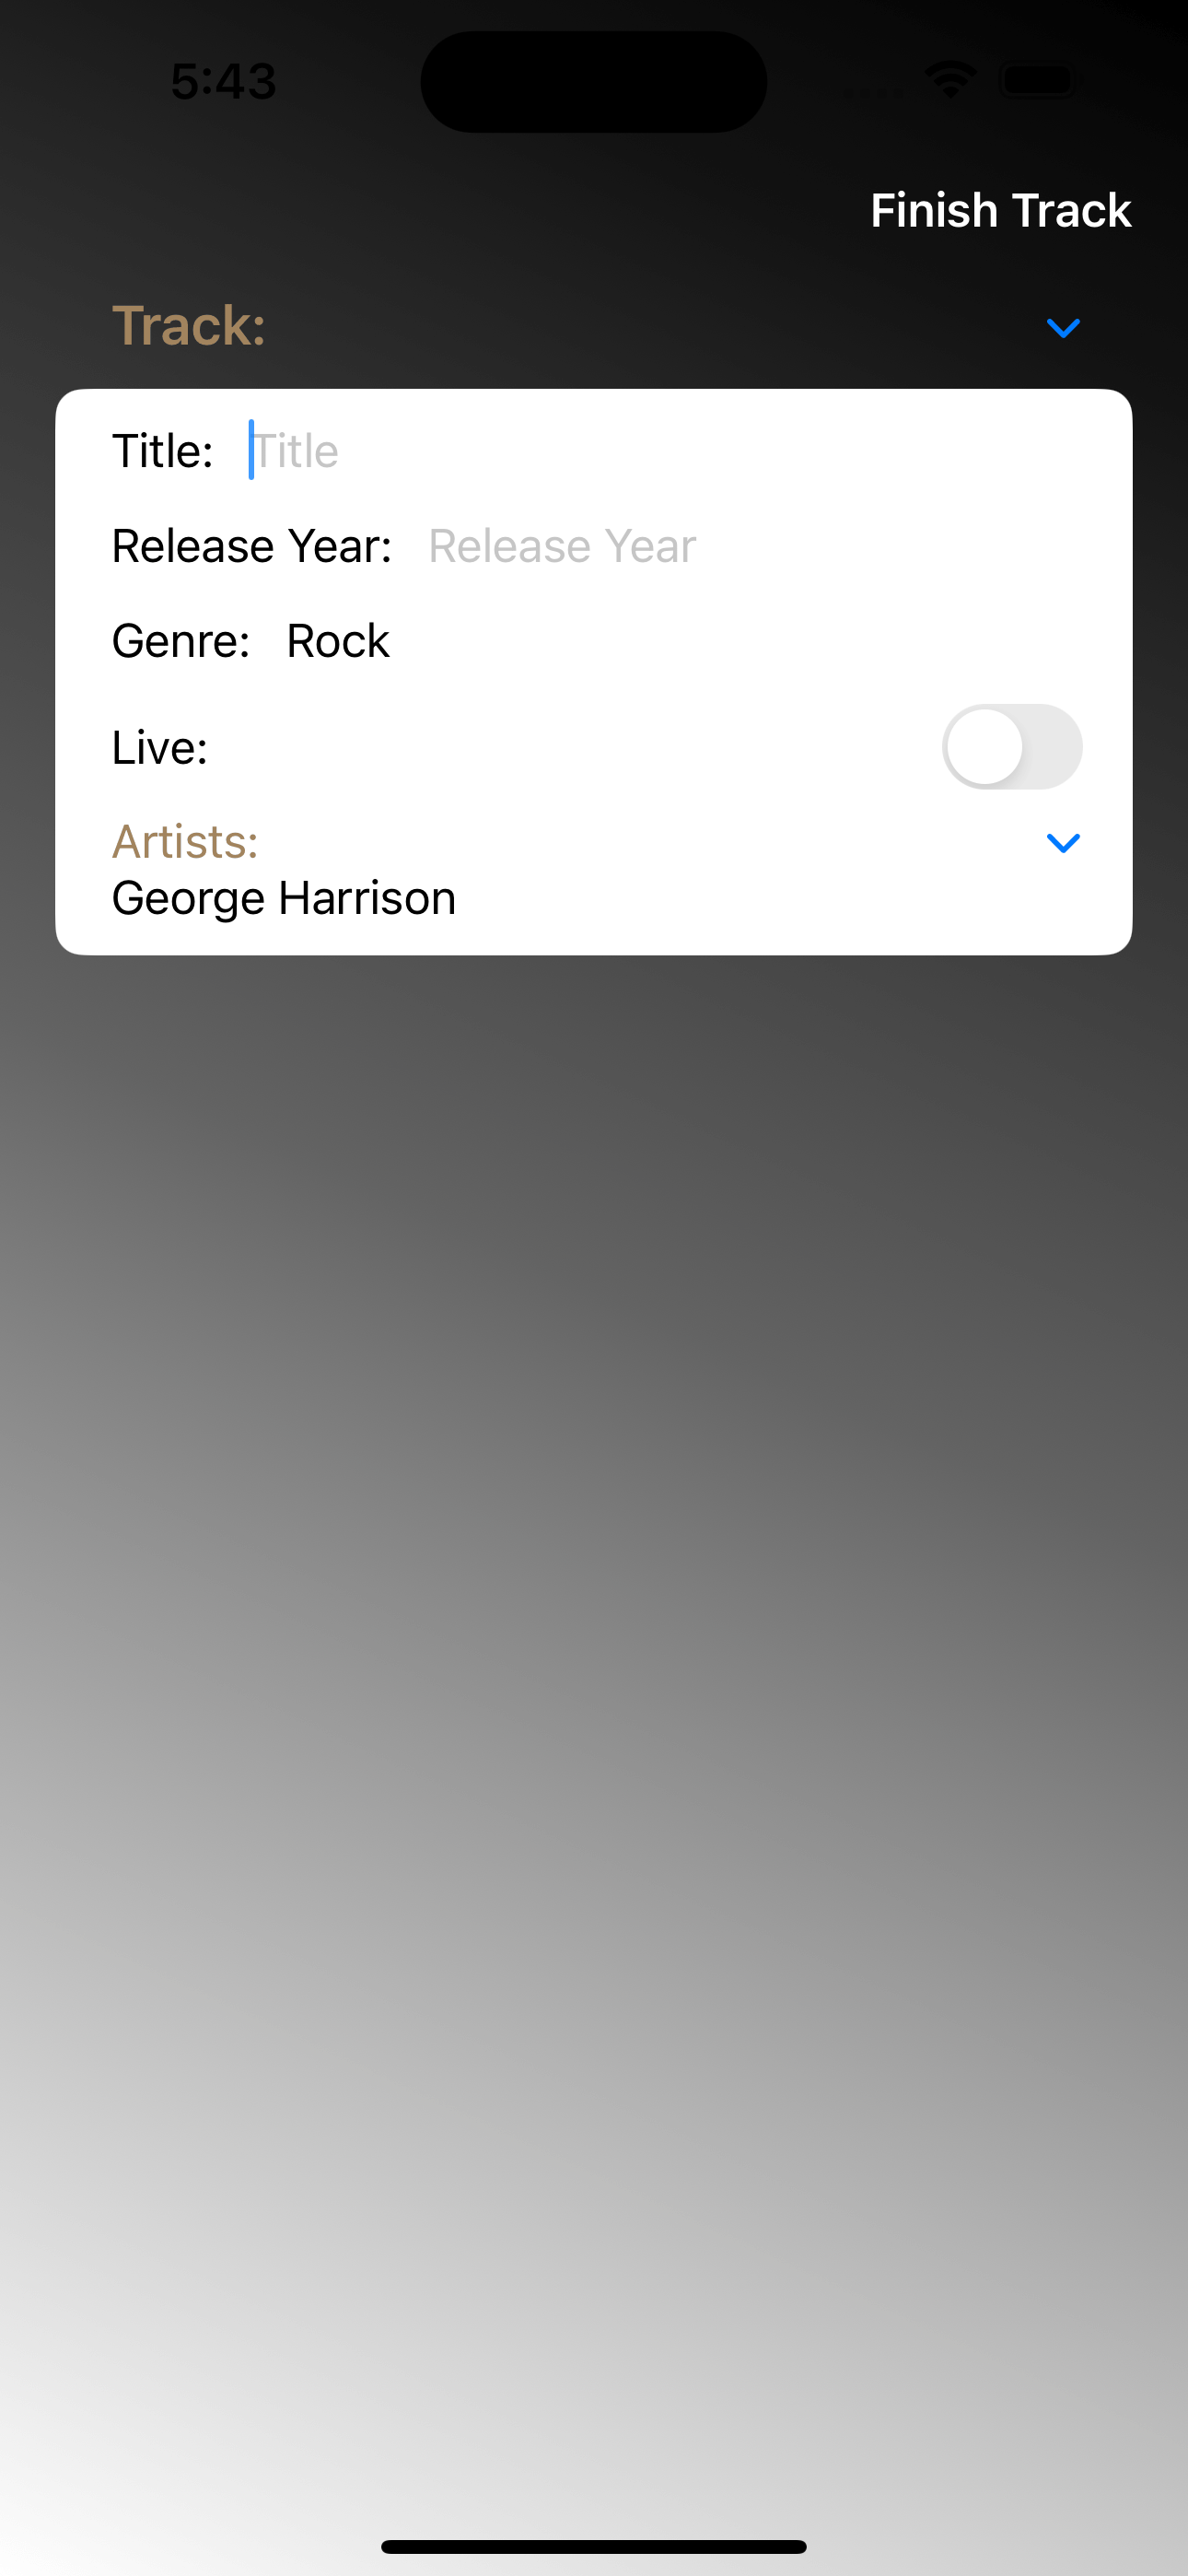 5:43
Finish Track
Track:
Title: Title
Release Year: Release Year
Genre: Rock
Live:
Artists:
George Harrison